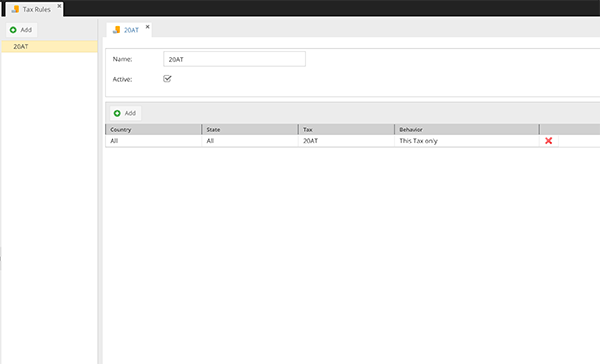 Tax Rules
Add
20AT
20AT
Name: 20AT
Active:
Add
Country State Tax Behavior
All All 20AT This Tax only